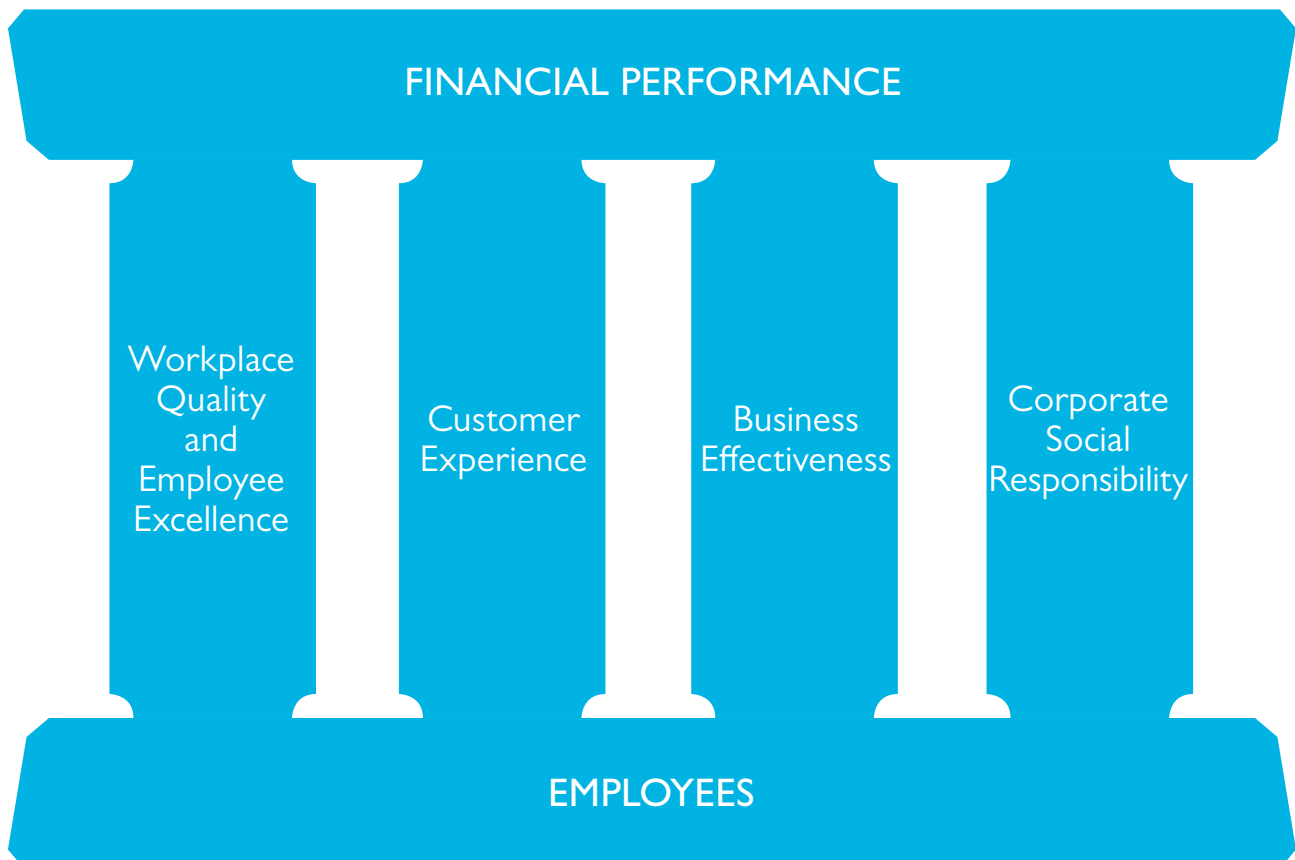 FINANCIAL PERFORMANCE
Workplace
Quality
and
Employee
Excellence
Customer
Experience
Business
Effectiveness
Corporate
Social
Responsibility
EMPLOYEES